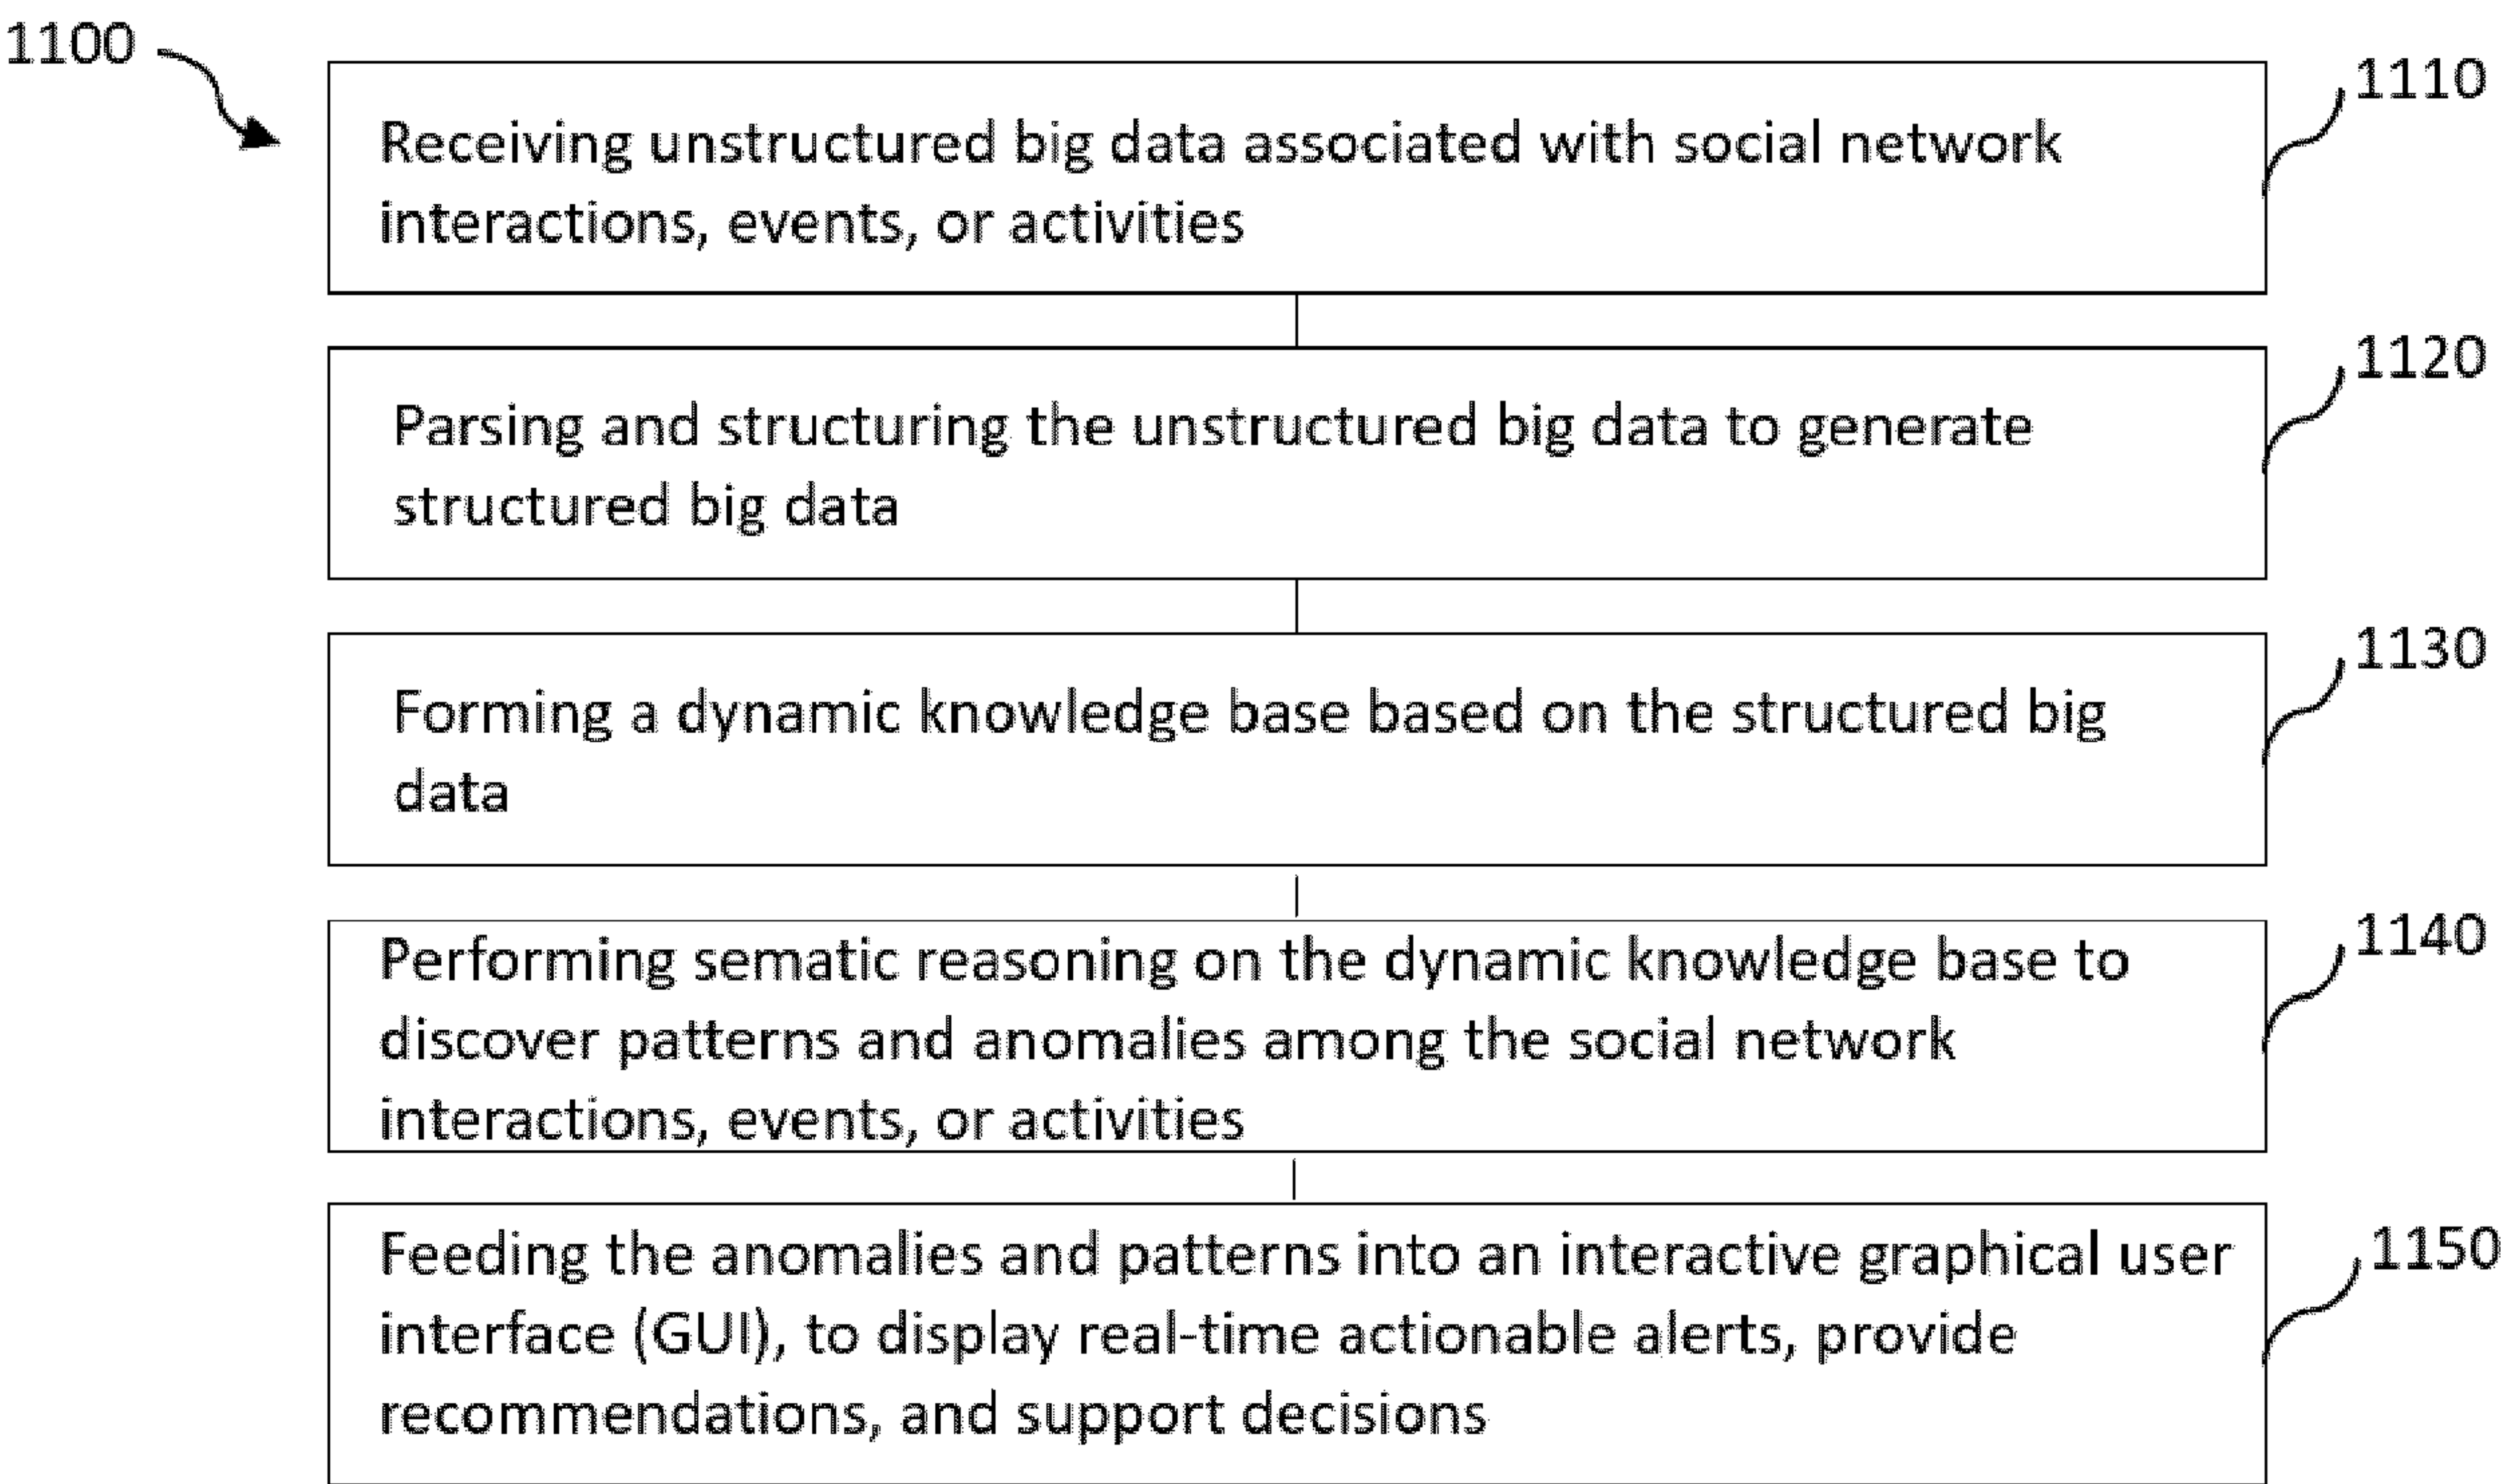 1100
1110
Receiving unstructured big data associated with social network
interactions, events, or activities
1120
Parsing and structuring the unstructured big data to generate
structured big data
1130
Forming a dynamic knowledge base based on the structured big
data
1140
Performing sematic reasoning on the dynamic knowledge base to
discover patterns and anomalies among the social network
interactions, events, or activities
1150
Feeding the anomalies and patterns into an interactive graphical user
interface (GUI), to display real-time actionable alerts, provide
recommendations, and support decisions